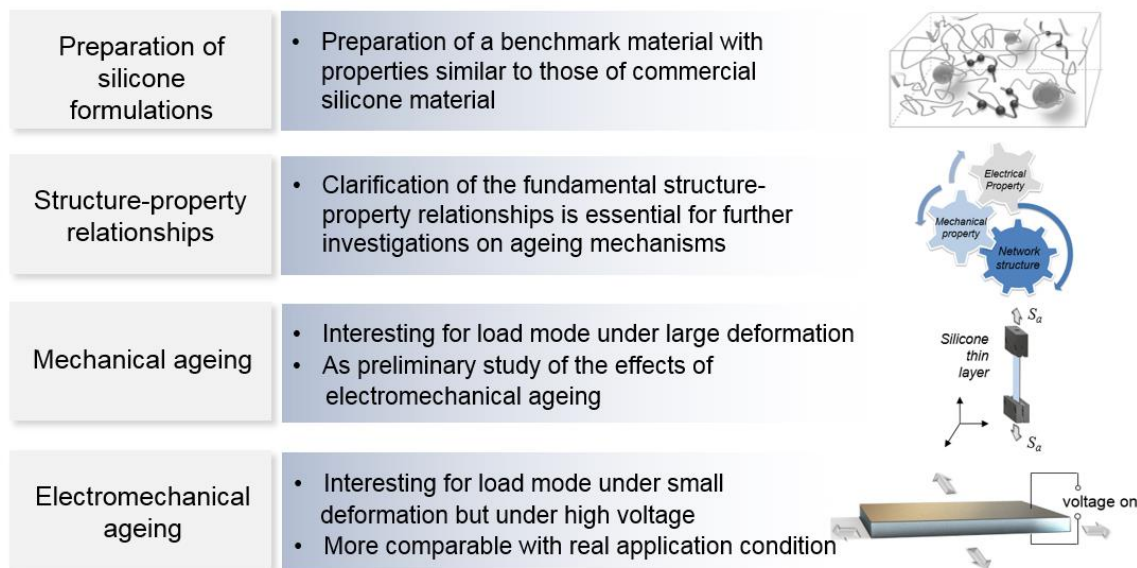 Preparation of
silicone
formulations
• Preparation of a benchmark material with
properties similar to those of commercial
silicone material
Structure-property
relationships
• Clarification of the fundamental structure-
property relationships is essential for further
investigations on ageing mechanisms
Electrical
Property
Mechanical
property
Network
structure
Mechanical ageing
• Interesting for load mode under large deformation
• As preliminary study of the effects of
electromechanical ageing
Sₐ
Silicone
thin
layer
Sₐ
Electromechanical
ageing
• Interesting for load mode under small
deformation but under high voltage
• More comparable with real application condition
voltage on